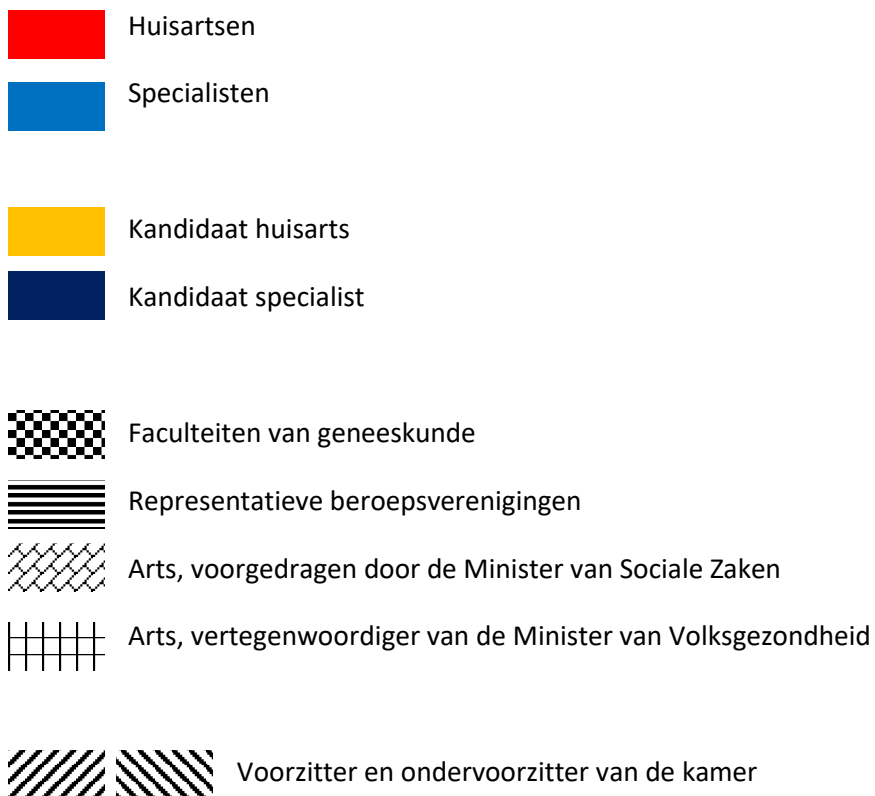 Huisartsen
Specialisten
Kandidaat huisarts
Kandidaat specialist
Faculteiten van geneeskunde
Representatieve beroepsverenigingen
Arts, voorgedragen door de Minister van Sociale Zaken
Arts, vertegenwoordiger van de Minister van Volksgezondheid
Voorzitter en ondervoorzitter van de kamer